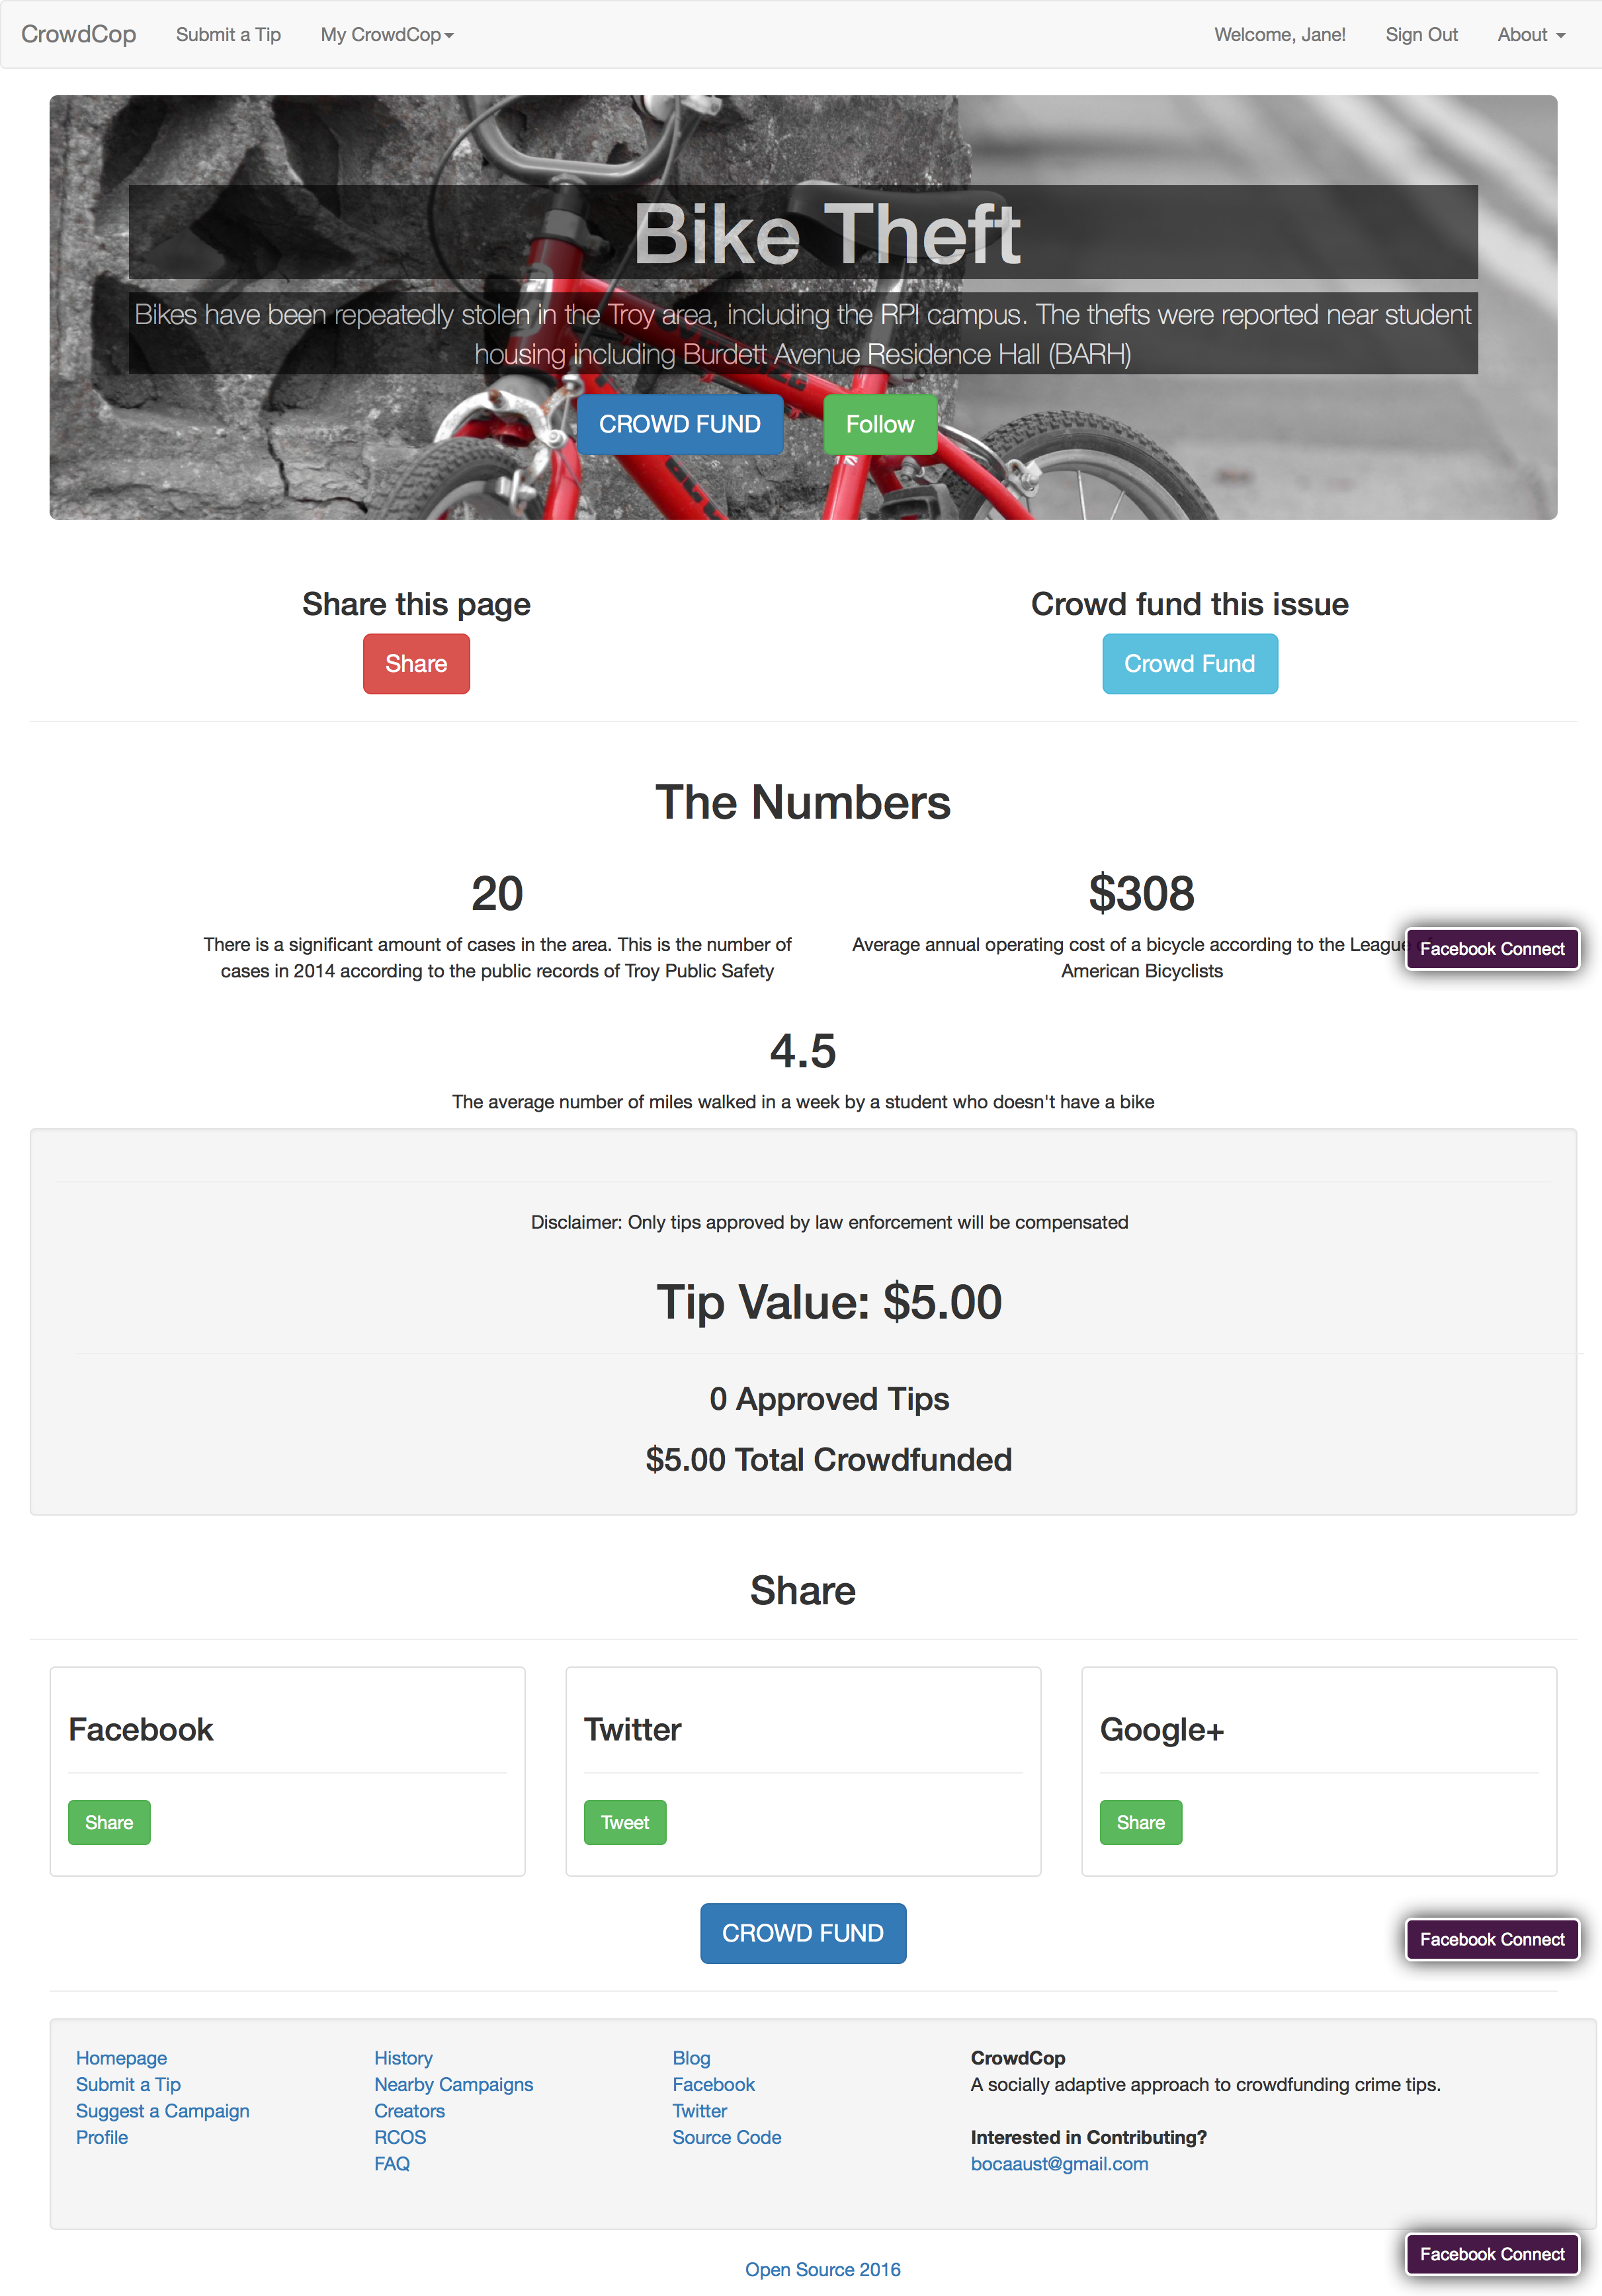 CrowdCop Submit a Tip My CrowdCop Welcome, Jane! Sign Out About
Bike Theft
Bikes have been repeatedly stolen in the Troy area, including the RPI campus. The thefts were reported near student
housing including Burdett Avenue Residence Hall (BARH)
CROWD FUND Follow
Share this page
Share
Crowd fund this issue
Crowd Fund
The Numbers
20
There is a significant amount of cases in the area. This is the number of
cases in 2014 according to the public records of Troy Public Safety
$308
Average annual operating cost of a bicycle according to the League
American Bicyclists
Facebook Connect
4.5
The average number of miles walked in a week by a student who doesn't have a bike
Disclaimer: Only tips approved by law enforcement will be compensated
Tip Value: $5.00
0 Approved Tips
$5.00 Total Crowdfunded
Share
Facebook
Share
Twitter
Tweet
Google+
Share
CROWD FUND
Facebook Connect
Homepage
Submit a Tip
Suggest a Campaign
Profile
History
Nearby Campaigns
Creators
RCOS
FAQ
Blog
Facebook
Twitter
Source Code
CrowdCop
A socially adaptive approach to crowdfunding crime tips.
Interested in Contributing?
bocaaust@gmail.com
Facebook Connect
Open Source 2016